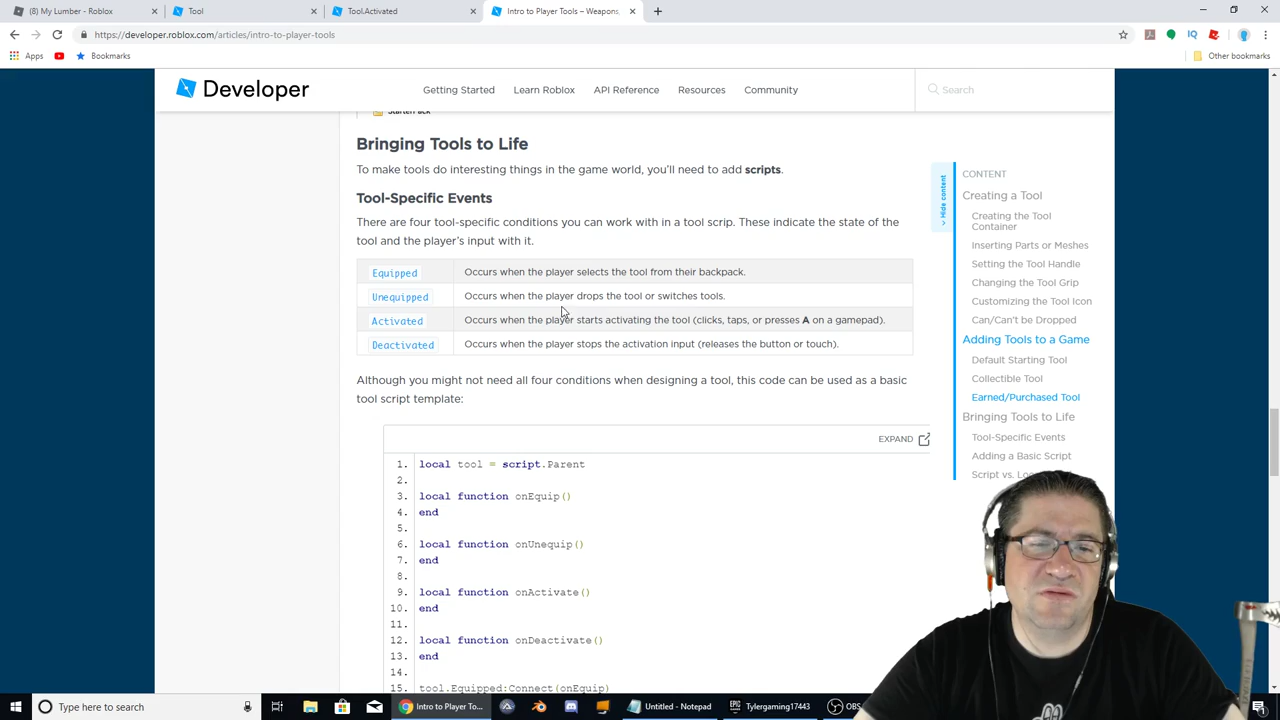 (8) My Lumber - Roblox
Tool
Tool.Activated
Intro to Player Tools – Weapons,
https://developer.roblox.com/articles/intro-to-player-tools
IQ
Apps
Bookmarks
Other bookmarks
Developer
Getting Started
Learn Roblox
API Reference
Resources
Community
Search
StarterPack
Bringing Tools to Life
To make tools do interesting things in the game world, you'll need to add scripts.
Tool-Specific Events
There are four tool-specific conditions you can work with in a tool scrip. These indicate the state of the
tool and the player's input with it.
Equipped Occurs when the player selects the tool from their backpack.
Unequipped Occurs when the player drops the tool or switches tools.
Activated Occurs when the player starts activating the tool (clicks, taps, or presses A on a gamepad).
Deactivated Occurs when the player stops the activation input (releases the button or touch).
Although you might not need all four conditions when designing a tool, this code can be used as a basic
tool script template:
EXPAND
1. local tool = script.Parent
2.
3. local function onEquip()
4. end
5.
6. local function onUnequip()
7. end
8.
9. local function onActivate()
10. end
11.
12. local function onDeactivate()
13. end
14.
15. tool.Equipped:Connect(onEquip)
Hide content
CONTENT
Creating a Tool
Creating the Tool
Container
Inserting Parts or Meshes
Setting the Tool Handle
Changing the Tool Grip
Customizing the Tool Icon
Can/Can't be Dropped
Adding Tools to a Game
Default Starting Tool
Collectible Tool
Earned/Purchased Tool
Bringing Tools to Life
Tool-Specific Events
Adding a Basic Script
Script vs.
Type here to search
Intro to Player To...
Untitled - Notepad
Tylergaming17443
OBS